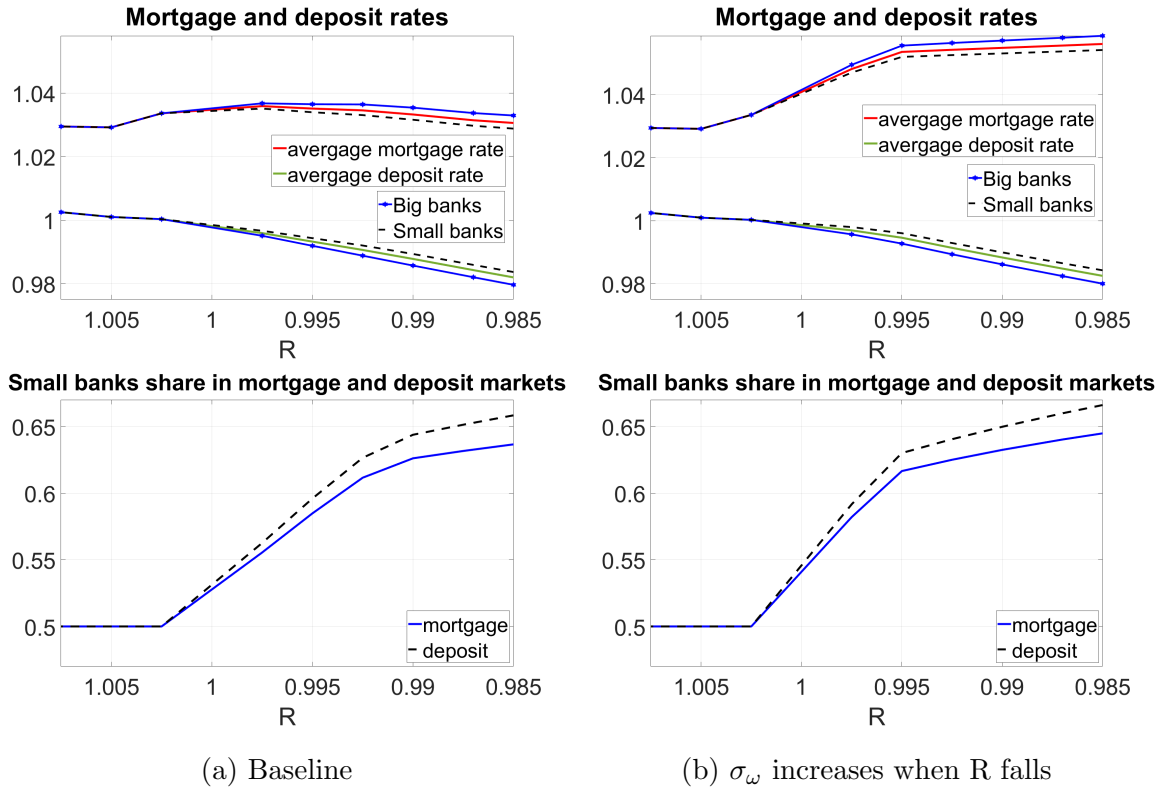 Mortgage and deposit rates
1.04
1.02
1
0.98
avergage mortgage rate
avergage deposit rate
Big banks
Small banks
1.005 1 0.995 0.99 0.985
R
Mortgage and deposit rates
1.04
1.02
1
0.98
avergage mortgage rate
avergage deposit rate
Big banks
Small banks
1.005 1 0.995 0.99 0.985
R
Small banks share in mortgage and deposit markets
0.65
0.6
0.55
0.5
mortgage
deposit
1.005 1 0.995 0.99 0.985
R
Small banks share in mortgage and deposit markets
0.65
0.6
0.55
0.5
mortgage
deposit
1.005 1 0.995 0.99 0.985
R
(a) Baseline
(b) σω increases when R falls